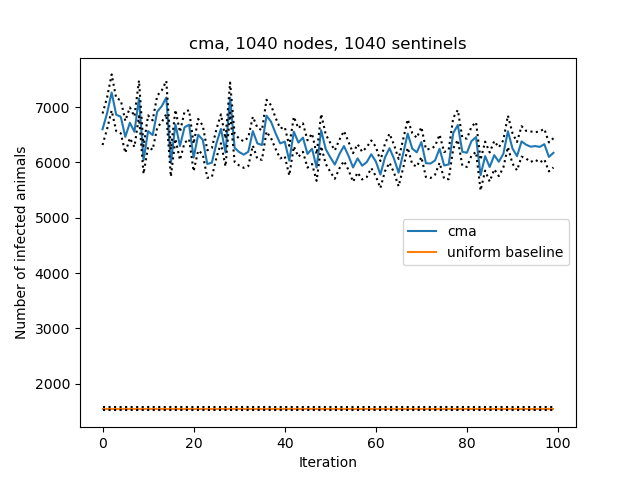 cma, 1040 nodes, 1040 sentinels
7000
6000
5000
4000
3000
2000
Number of infected animals
cma
uniform baseline
0 20 40 60 80 100
Iteration